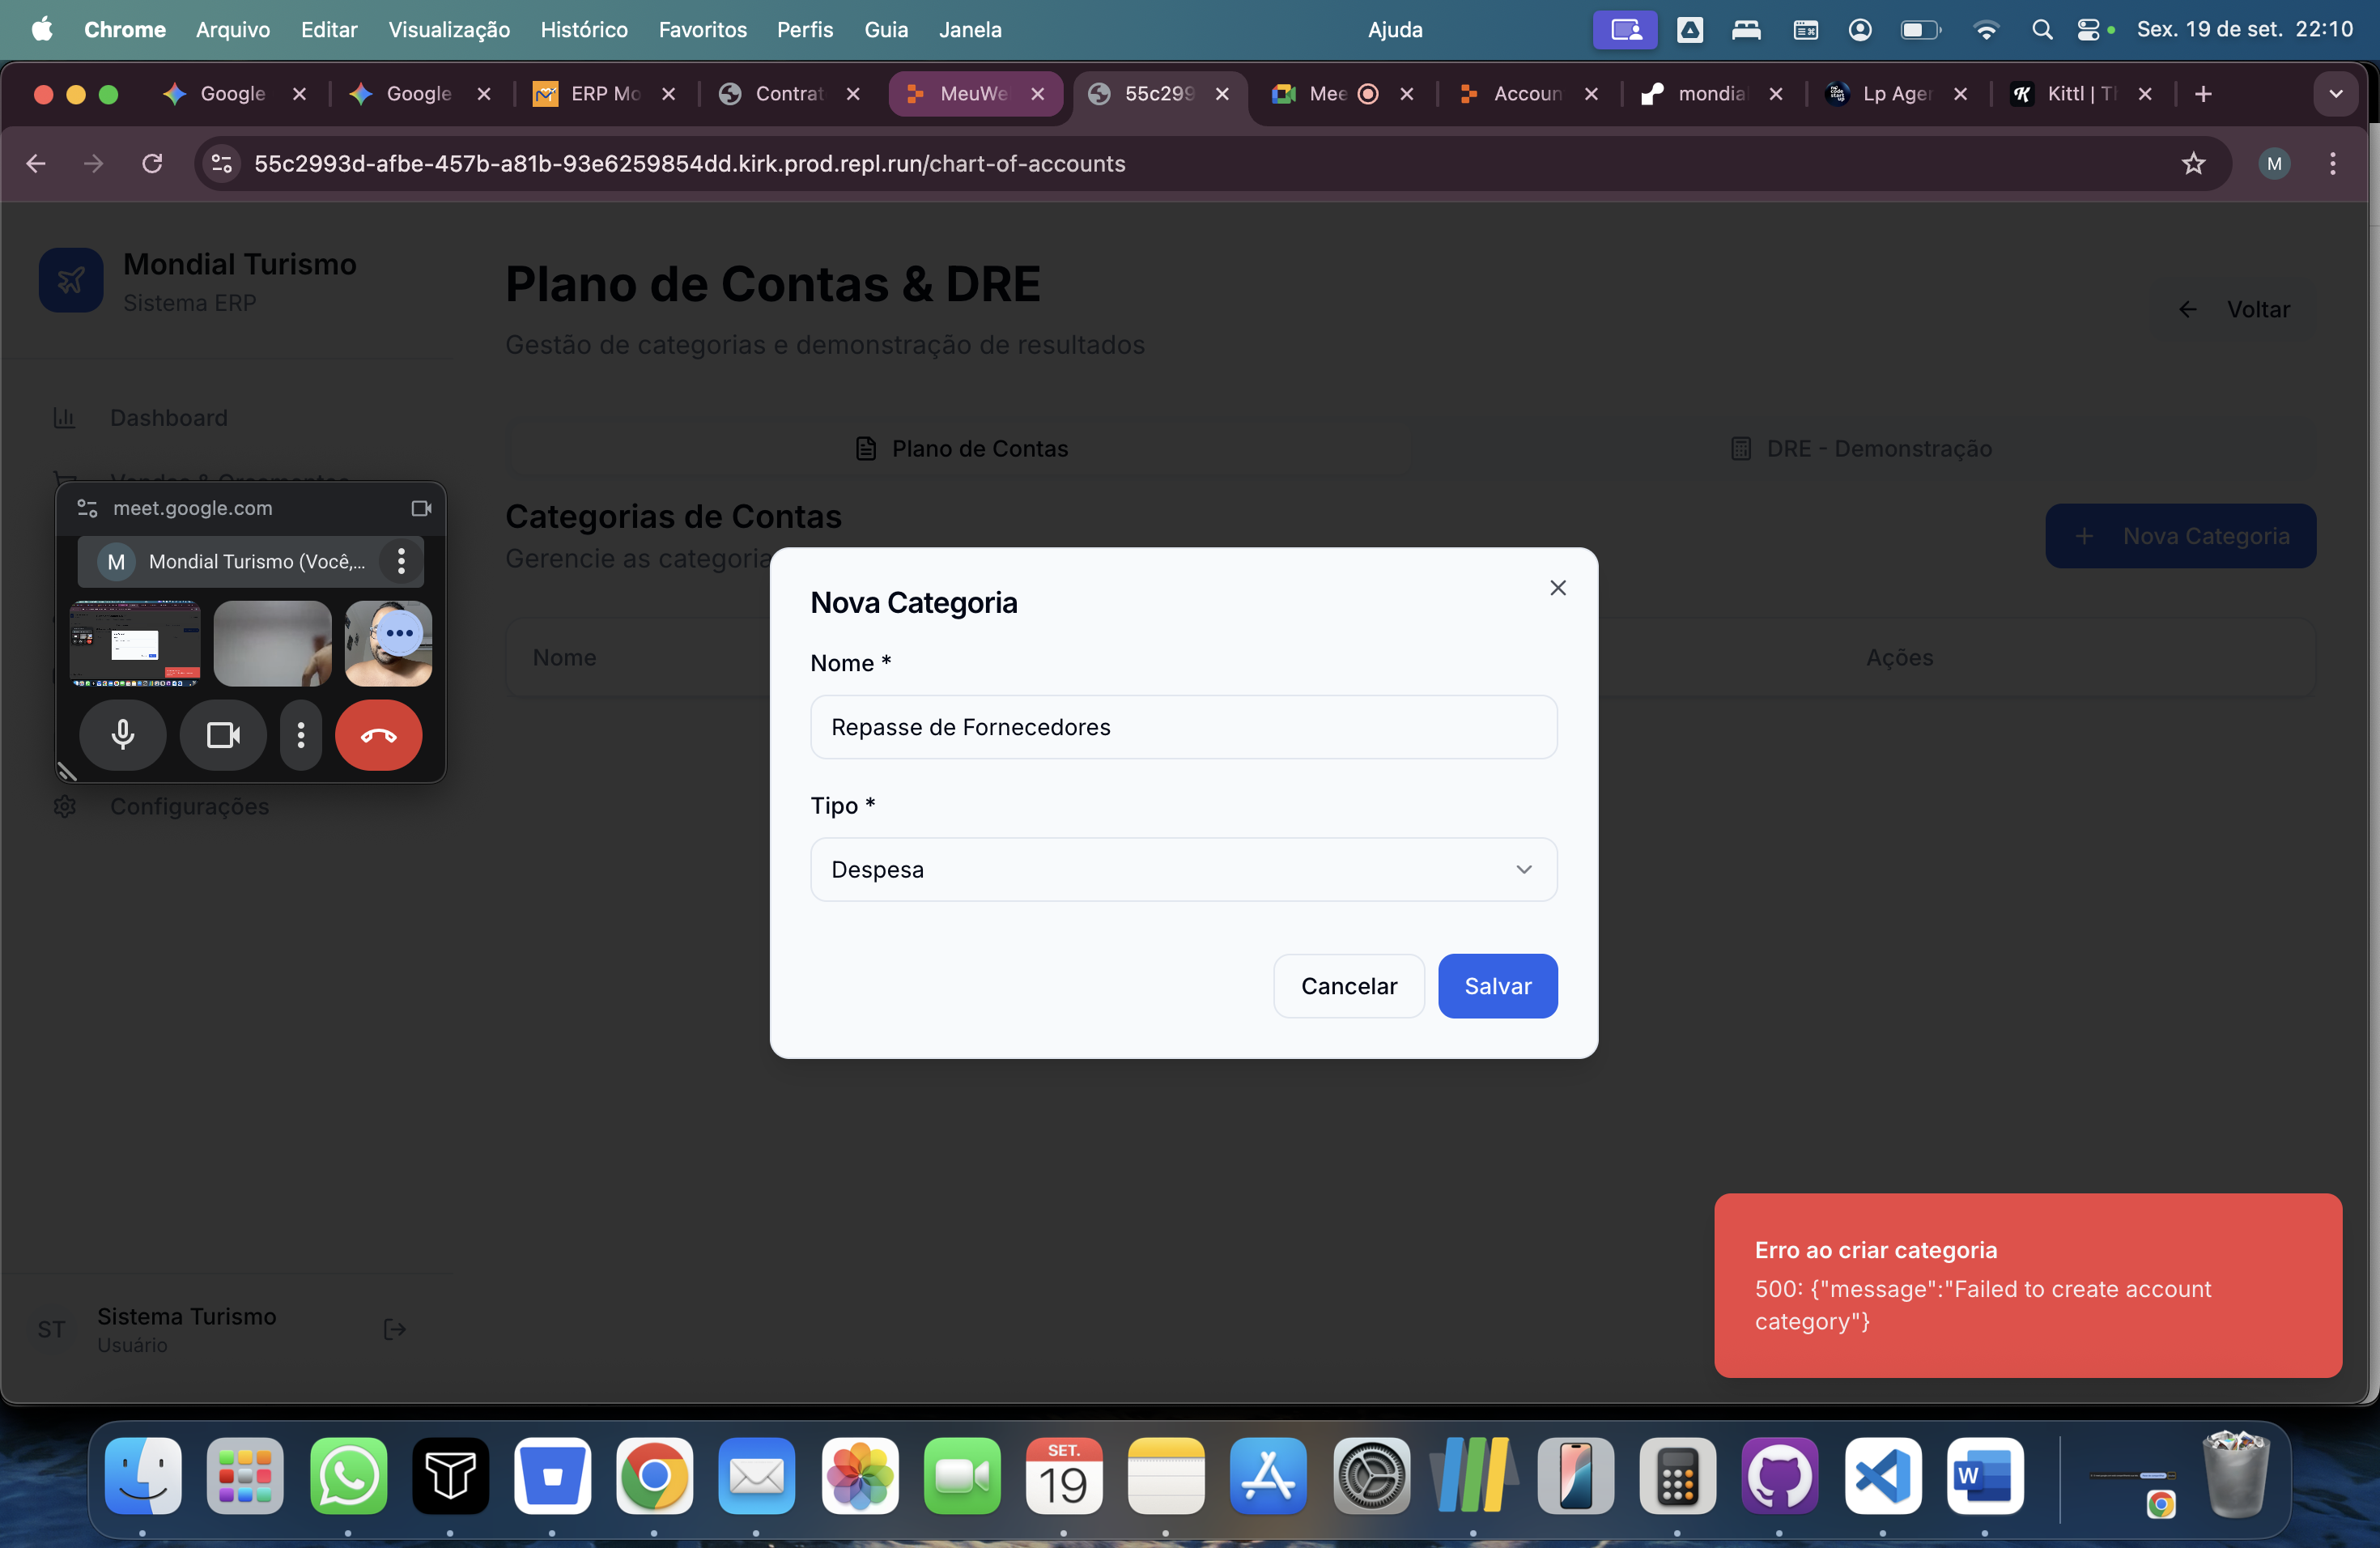 Chrome Arquivo Editar Visualização Histórico Favoritos Perfis Guia Janela Ajuda Sex. 19 de set. 22:10
Google Google ERP Mo Contrat MeuWe 55c299 Mee Accoun mondial Lp Ager Kittl | Th
55c2993d-afbe-457b-a81b-93e6259854dd.kirk.prod.repl.run/chart-of-accounts M
Mondial Turismo
Sistema ERP
Plano de Contas & DRE
Gestão de categorias e demonstração de resultados
Voltar
Dashboard
Vendas & Orçamentos
Configurações
meet.google.com
M Mondial Turismo (Você,...
Plano de Contas
DRE - Demonstração
Categorias de Contas
Gerencie as categoria
Nova Categoria
Nome
Ações
Nova Categoria
Nome *
Repasse de Fornecedores
Tipo *
Despesa
Cancelar
Salvar
Erro ao criar categoria
500: {"message":"Failed to create account
category"}
ST
Sistema Turismo
Usuário
SET.
19
W